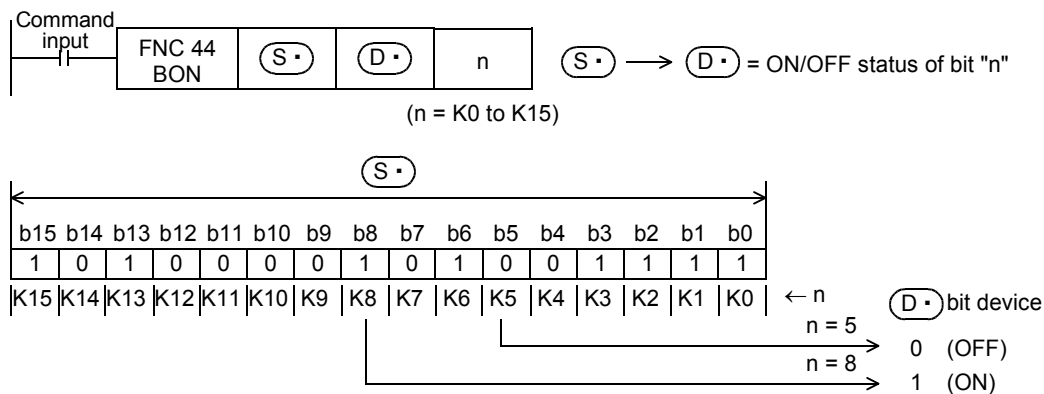 Command
input
FNC 44
BON
S・
D・
n
S・ → D・ = ON/OFF status of bit "n"
(n = K0 to K15)
S・
b15 b14 b13 b12 b11 b10 b9 b8 b7 b6 b5 b4 b3 b2 b1 b0
1 0 1 0 0 0 0 1 0 1 0 0 1 1 1 1
K15 K14 K13 K12 K11 K10 K9 K8 K7 K6 K5 K4 K3 K2 K1 K0 ← n
D・ bit device
n = 5
0 (OFF)
n = 8
1 (ON)